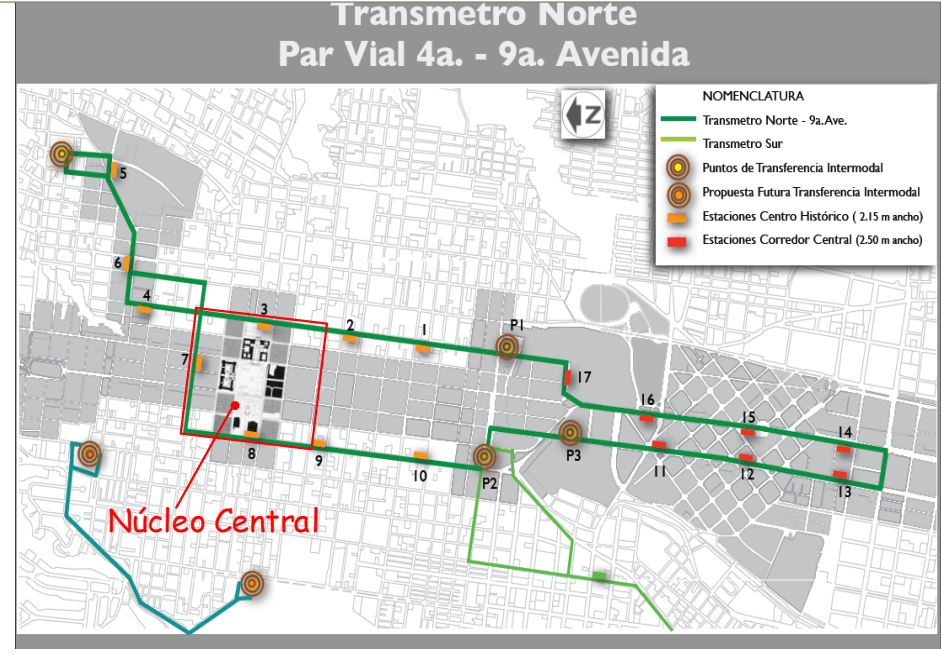 Transmetro Norte
Par Vial 4a. - 9a. Avenida
Z
NOMENCLATURA
Transmetro Norte - 9a. Ave.
Transmetro Sur
Puntos de Transferencia Intermodal
Propuesta Futura Transferencia Intermodal
Estaciones Centro Histórico ( 2.15 m ancho)
Estaciones Corredor Central (2.50 m ancho)
5
6
4
3
2
1
P1
7
17
16
15
14
8
9
10
P2
P3
11
12
13
Núcleo Central